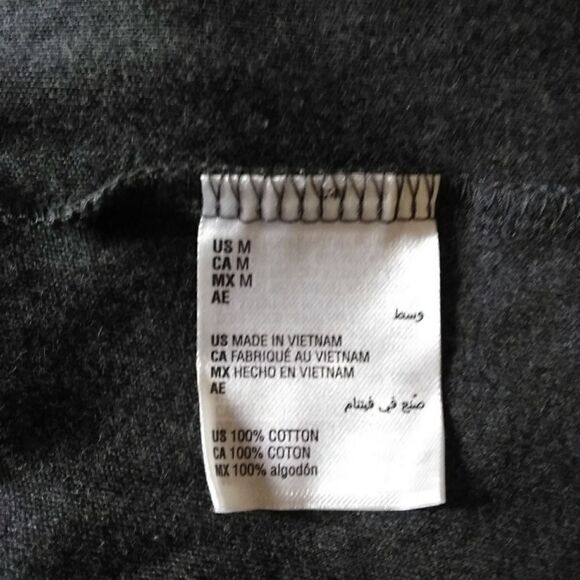 US M
CA M
MX M
AE
وسط
US MADE IN VIETNAM
CA FABRIQUÉ AU VIETNAM
MX HECHO EN VIETNAM
AE
صُنع في فيتنام
US 100% COTTON
CA 100% COTON
MX 100% algodón